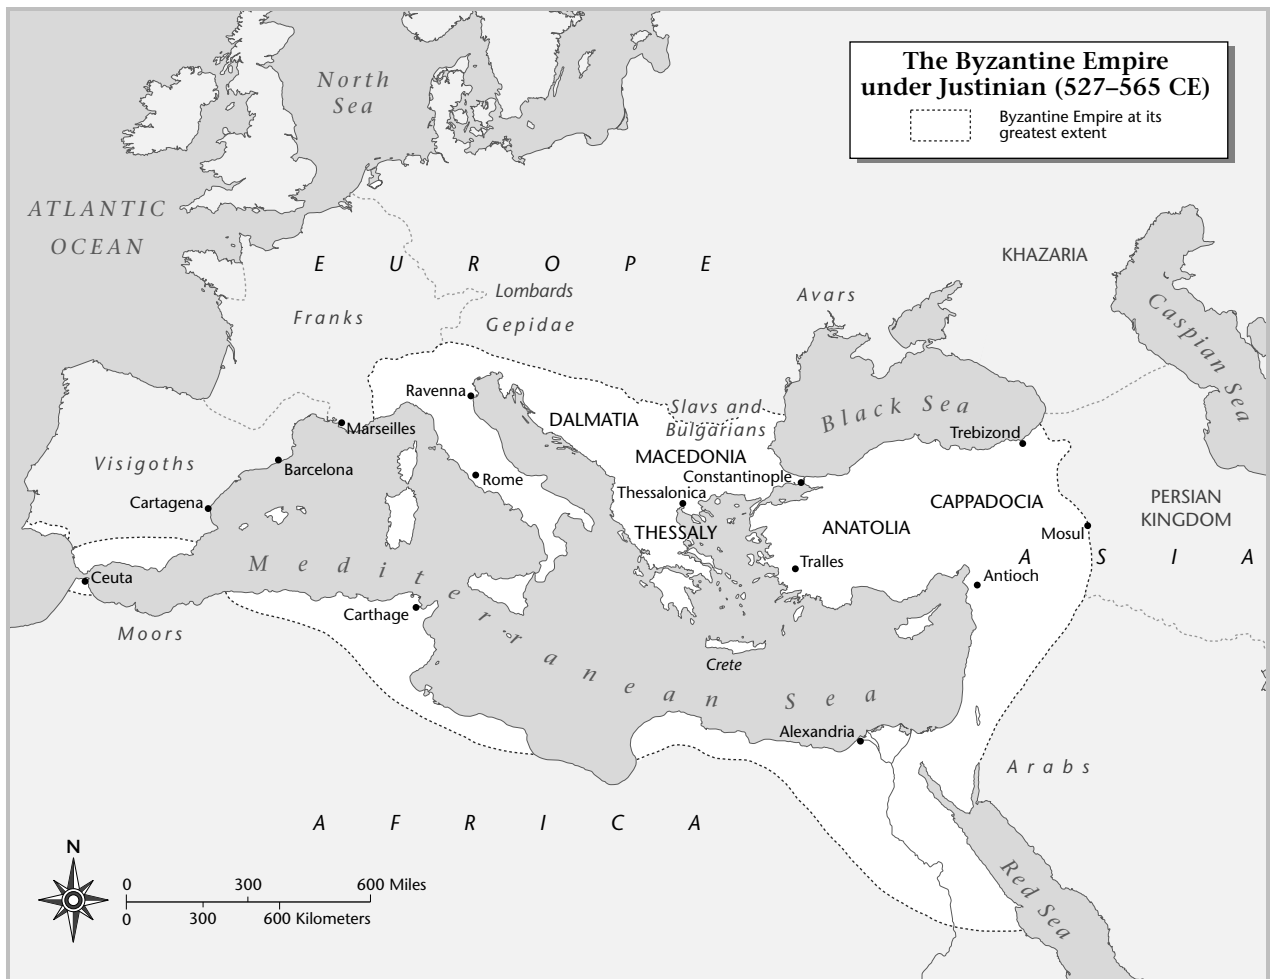 The Byzantine Empire
under Justinian (527–565 CE)
Byzantine Empire at its
greatest extent
North
Sea
ATLANTIC
OCEAN
EUROPE
KHAZARIA
Lombards
Avars
Franks
Gepidae
Caspian Sea
Ravenna
Slavs and
Bulgarians
Black Sea
DALMATIA
Marseilles
Trebizond
MACEDONIA
Visigoths
Barcelona
Rome
Constantinople
Thessalonica
Cartagena
CAPPADOCIA
PERSIAN
KINGDOM
THESSALY
ANATOLIA
Mosul
ASIA
Mediterranean Sea
Tralles
Ceuta
Antioch
Carthage
Moors
Crete
Alexandria
Arabs
AFRICA
Red Sea
N
0 300 600 Miles
0 300 600 Kilometers